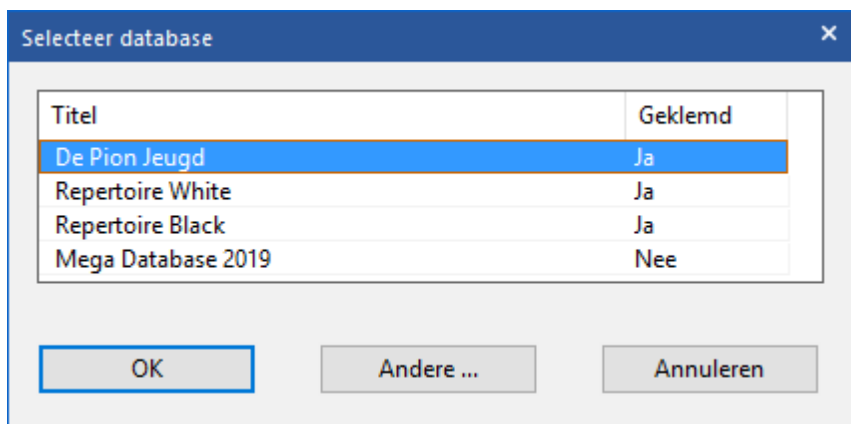 Selecteer database
Titel Geklemd
De Pion Jeugd Ja
Repertoire White Ja
Repertoire Black Ja
Mega Database 2019 Nee
OK Andere ... Annuleren